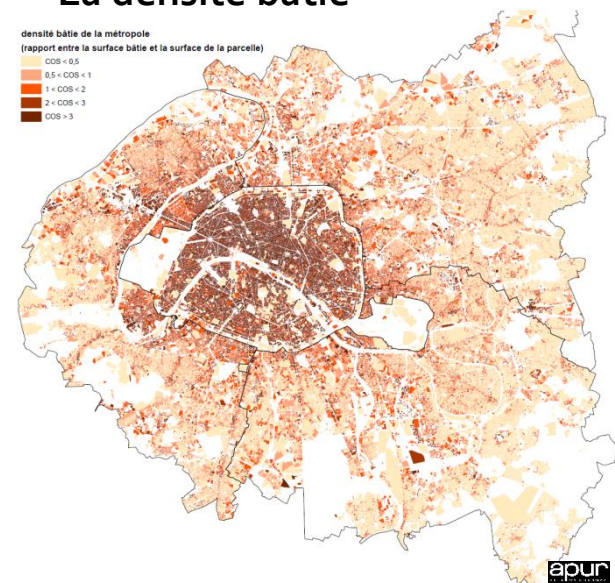 La densité bâtie
densité bâtie de la métropole
(rapport entre la surface bâtie et la surface de la parcelle)
COS < 0,5
0,5 < COS < 1
1 < COS < 2
2 < COS < 3
COS > 3
apur